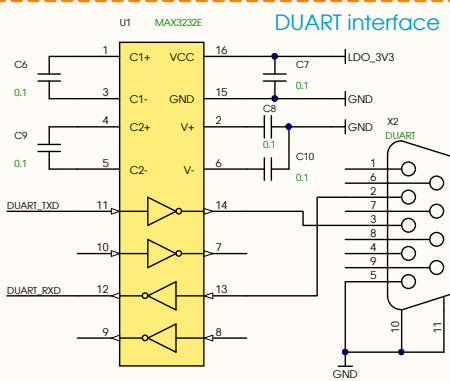 DUART interface
U1 MAX3232E
C6 0.1
1 C1+ VCC 16 LDO_3V3
C7 0.1
3 C1- GND 15 GND
C9 0.1
4 C2+ V+ 2 C8 0.1 GND
5 C2- V- 6 C10 0.1
X2
DUART
DUART_TXD 11 14
10 7
DUART_RXD 12 13
9 8
1
6
2
7
3
8
4
9
5
10 11
GND